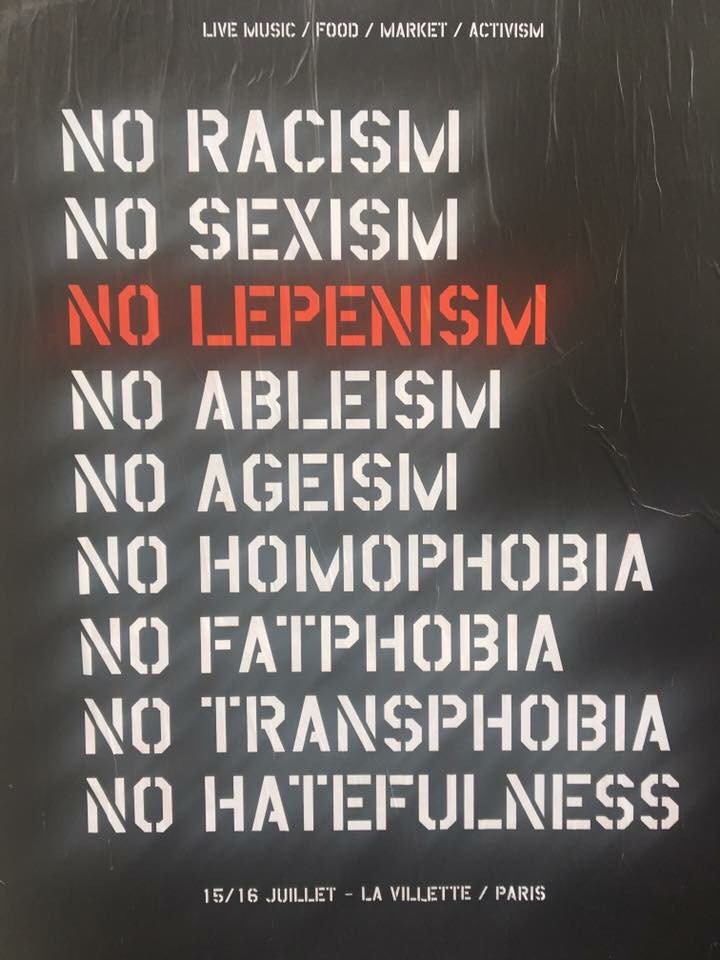 LIVE MUSIC / FOOD / MARKET / ACTIVISM
NO RACISM
NO SEXISM
NO LEPENISM
NO ABLEISM
NO AGEISM
NO HOMOPHOBIA
NO FATPHOBIA
NO TRANSPHOBIA
NO HATEFULNESS
15/16 JUILLET - LA VILLETTE / PARIS